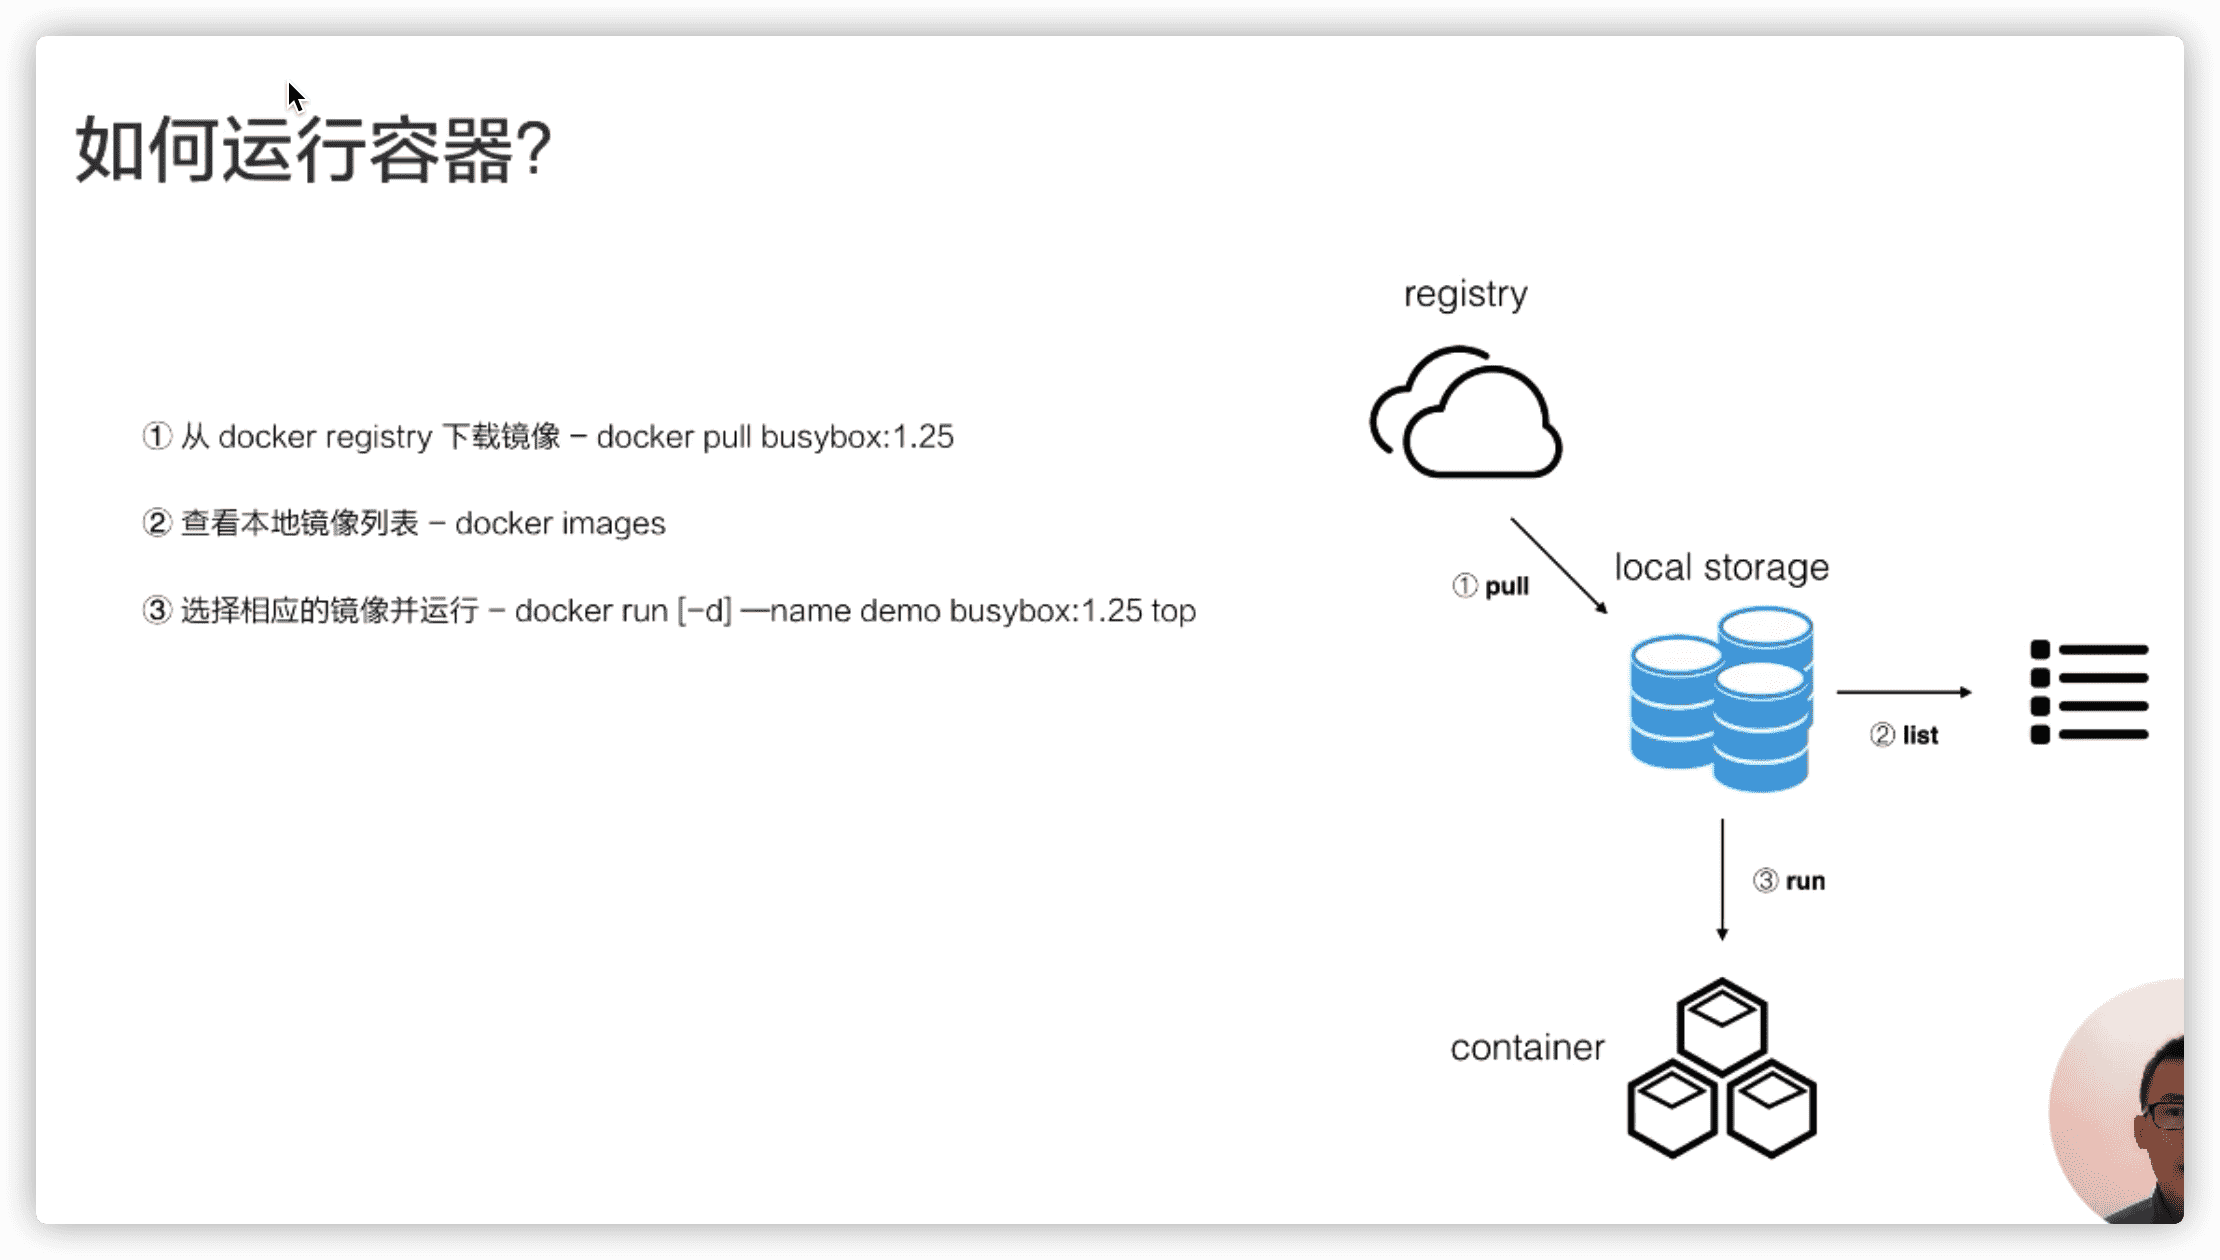 如何运行容器?
① 从 docker registry 下载镜像 – docker pull busybox:1.25
② 查看本地镜像列表 – docker images
③ 选择相应的镜像并运行 – docker run [–d] —name demo busybox:1.25 top
registry
① pull
local storage
② list
③ run
container